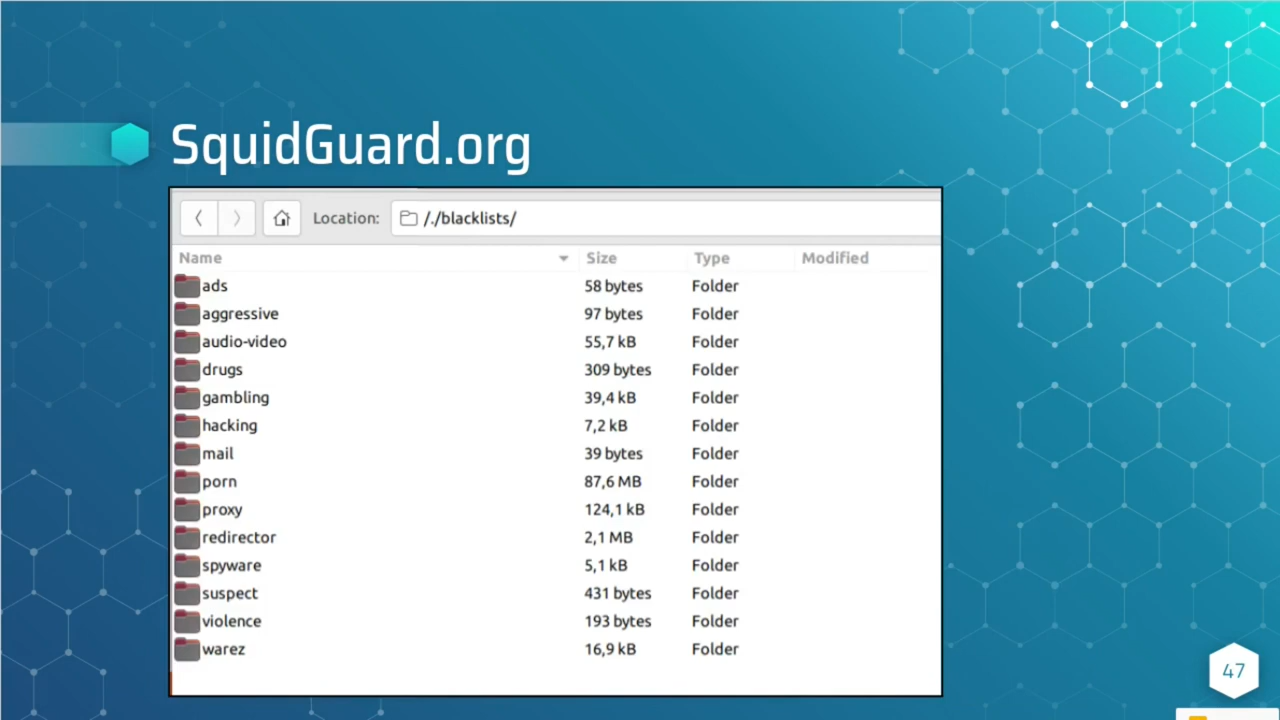 SquidGuard.org
Location: /./blacklists/
Name Size Type Modified
ads 58 bytes Folder
aggressive 97 bytes Folder
audio-video 55,7 kB Folder
drugs 309 bytes Folder
gambling 39,4 kB Folder
hacking 7,2 kB Folder
mail 39 bytes Folder
porn 87,6 MB Folder
proxy 124,1 kB Folder
redirector 2,1 MB Folder
spyware 5,1 kB Folder
suspect 431 bytes Folder
violence 193 bytes Folder
warez 16,9 kB Folder
47